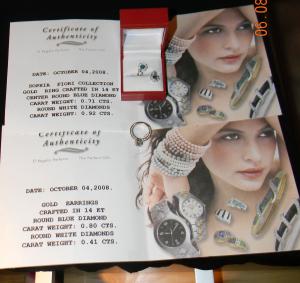 Certificate of
Authenticity
DATE: OCTOBER 04,2008.
SOPHIA FIORI COLLECTION
GOLD RING CRAFTED IN 14 KT
CENTER ROUND BLUE DIAMOND
CARAT WEIGHT: 0.71 CTS.
ROUND WHITE DIAMOND
CARAT WEIGHT: 0.92 CTS.
Certificate of
Authenticity
DATE: OCTOBER 04,2008.
GOLD EARRINGS
CRAFTED IN 14 KT
ROUND BLUE DIAMOND
CARAT WEIGHT: 0.80 CTS.
ROUND WHITE DIAMONDS
CARAT WEIGHT: 0.41 CTS.